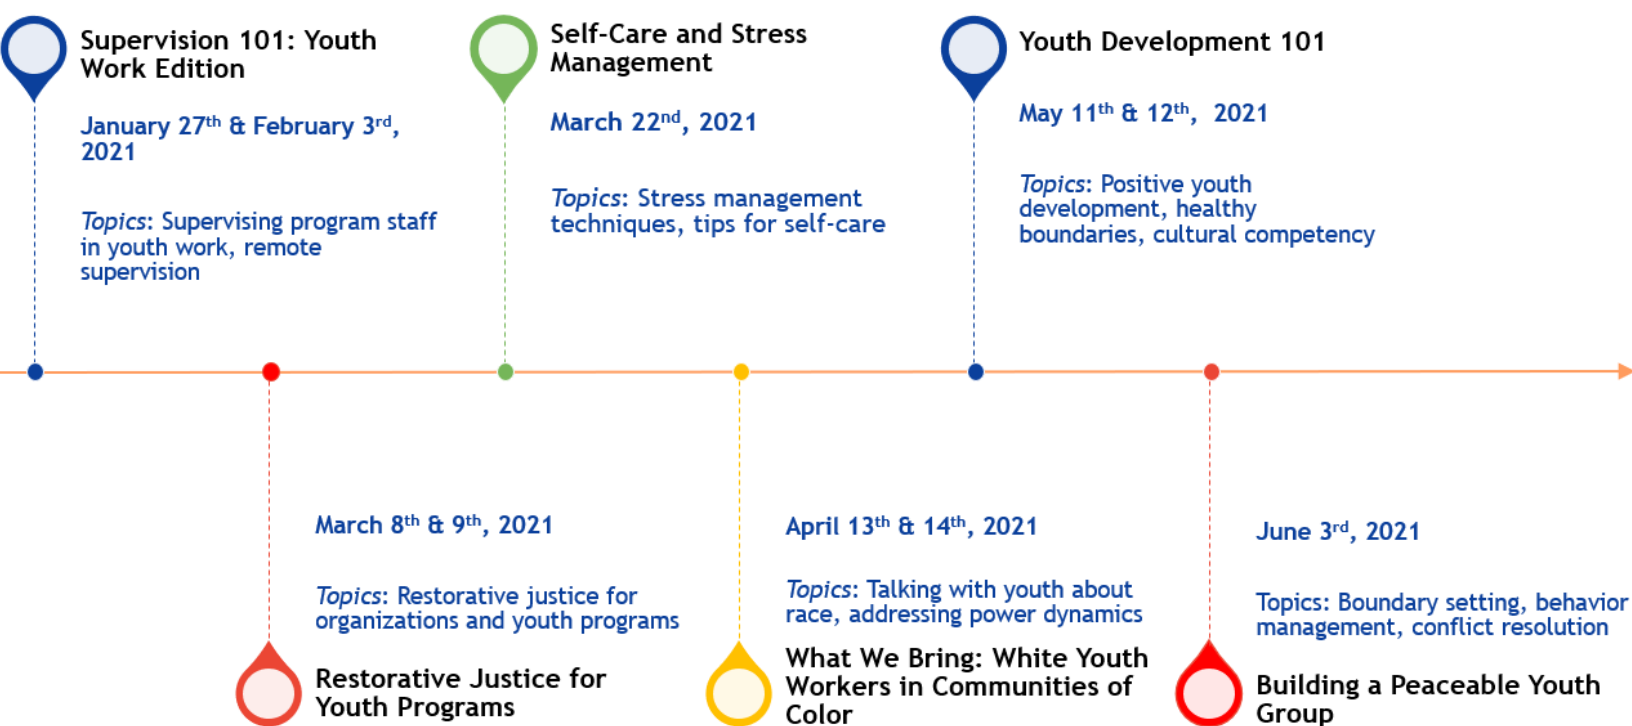 Supervision 101: Youth
Work Edition
January 27th & February 3rd,
2021
Topics: Supervising program staff
in youth work, remote
supervision
Self-Care and Stress
Management
March 22nd, 2021
Topics: Stress management
techniques, tips for self-care
Youth Development 101
May 11th & 12th, 2021
Topics: Positive youth
development, healthy
boundaries, cultural competency
March 8th & 9th, 2021
Topics: Restorative justice for
organizations and youth programs
Restorative Justice for
Youth Programs
April 13th & 14th, 2021
Topics: Talking with youth about
race, addressing power dynamics
What We Bring: White Youth
Workers in Communities of
Color
June 3rd, 2021
Topics: Boundary setting, behavior
management, conflict resolution
Building a Peaceable Youth
Group